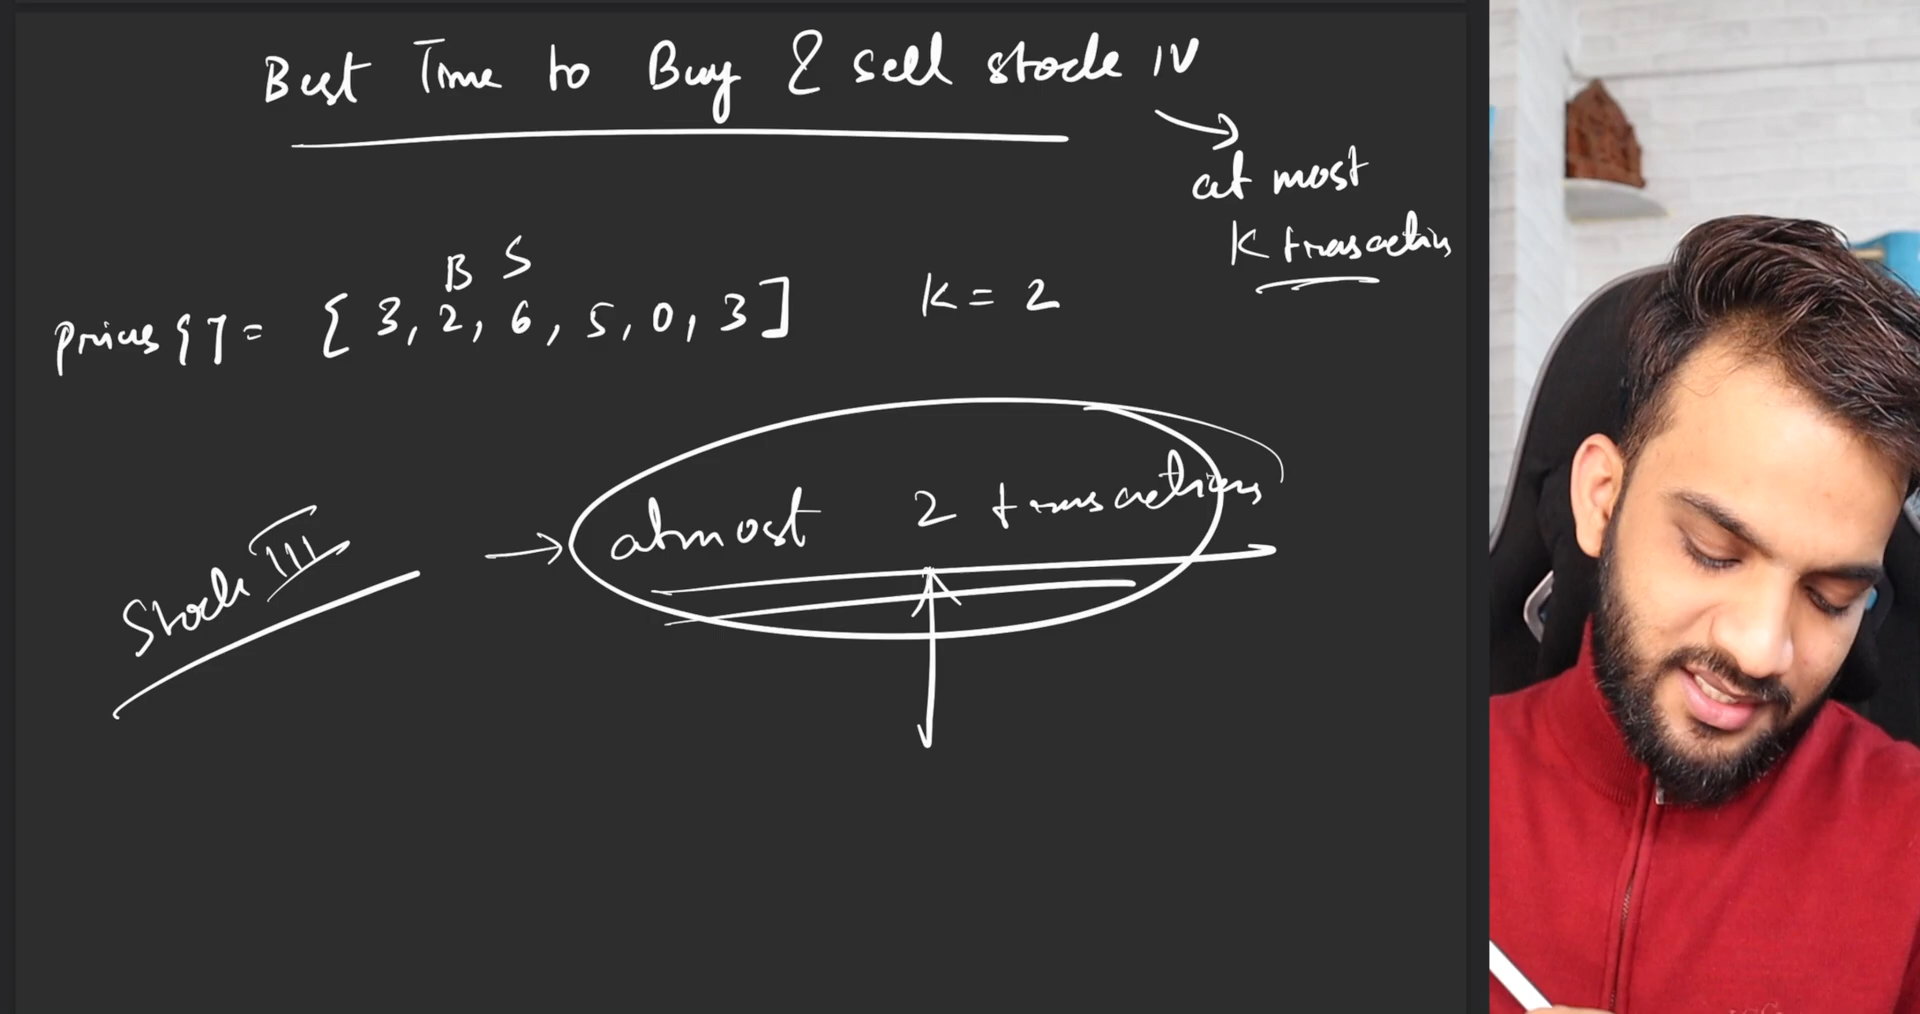 Best Time to Buy & sell stock IV
at most
K transactions
B S
prices [] = { 3, 2, 6, 5, 0, 3 ]
K = 2
atmost 2 transactions
Stock III